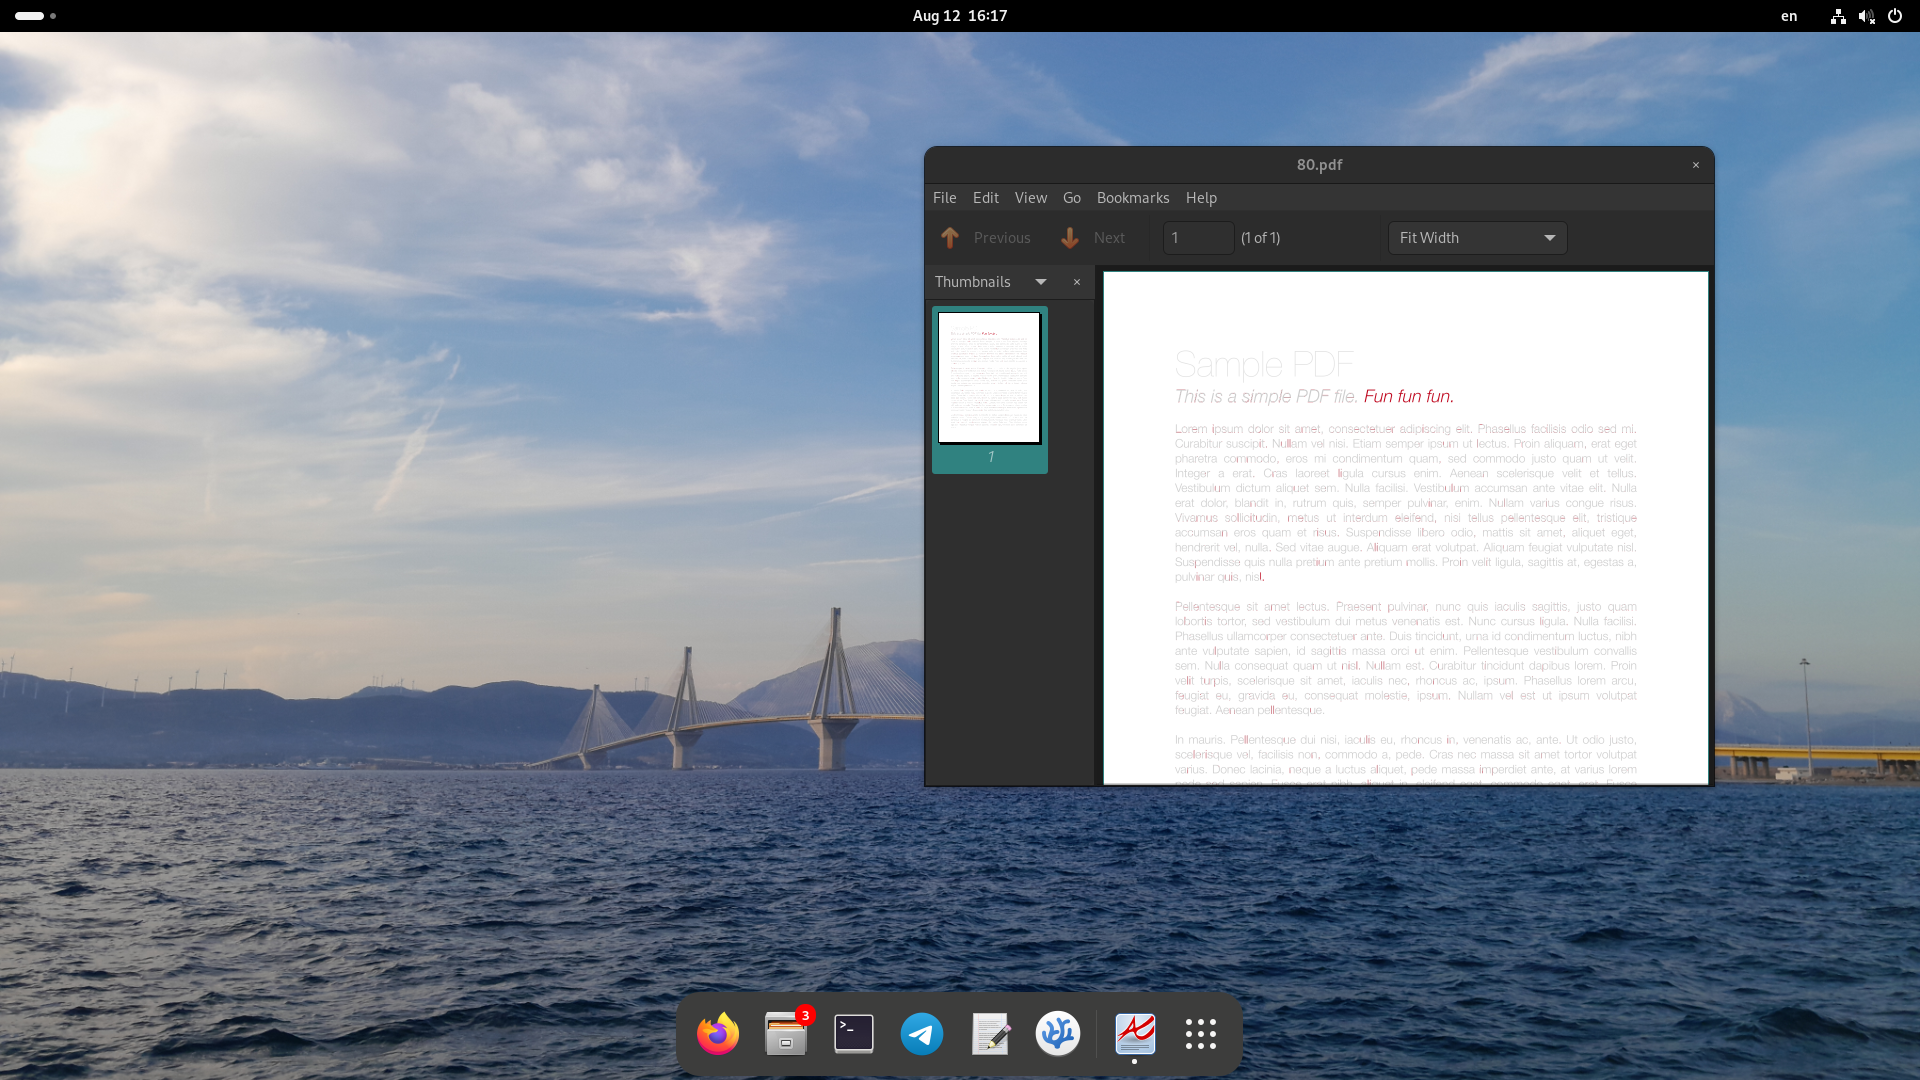 Aug 12 16:17
en
80.pdf
File Edit View Go Bookmarks Help
Previous Next 1 (1 of 1) Fit Width
Thumbnails
1
Sample PDF
This is a simple PDF file. Fun fun fun.
Lorem ipsum dolor sit amet, consectetuer adipiscing elit. Phasellus facilisis odio sed mi.
Curabitur suscipit. Nullam vel nisi. Etiam semper ipsum ut lectus. Proin aliquam, erat eget
pharetra commodo, eros mi condimentum quam, sed commodo justo quam ut velit.
Integer a erat. Cras laoreet ligula cursus enim. Aenean scelerisque velit et tellus.
Vestibulum dictum aliquet sem. Nulla facilisi. Vestibulum accumsan ante vitae elit. Nulla
erat dolor, blandit in, rutrum quis, semper pulvinar, enim. Nullam varius congue risus.
Vivamus sollicitudin, metus ut interdum eleifend, nisi tellus pellentesque elit, tristique
accumsan eros quam et risus. Suspendisse libero odio, mattis sit amet, aliquet eget,
hendrerit vel, nulla. Sed vitae augue. Aliquam erat volutpat. Aliquam feugiat vulputate nisl.
Suspendisse quis nulla pretium ante pretium mollis. Proin velit ligula, sagittis at, egestas a,
pulvinar quis, nisl.
Pellentesque sit amet lectus. Praesent pulvinar, nunc quis iaculis sagittis, justo quam
lobortis tortor, sed vestibulum dui metus venenatis est. Nunc cursus ligula. Nulla facilisi.
Phasellus ullamcorper consectetuer ante. Duis tincidunt, urna id condimentum luctus, nibh
ante vulputate sapien, id sagittis massa orci ut enim. Pellentesque vestibulum convallis
sem. Nulla consequat quam ut nisl. Nullam est. Curabitur tincidunt dapibus lorem. Proin
velit turpis, scelerisque sit amet, iaculis nec, rhoncus ac, ipsum. Phasellus lorem arcu,
feugiat eu, gravida eu, consequat molestie, ipsum. Nullam vel est ut ipsum volutpat
feugiat. Aenean pellentesque.
In mauris. Pellentesque dui nisi, iaculis eu, rhoncus in, venenatis ac, ante. Ut odio justo,
scelerisque vel, facilisis non, commodo a, pede. Cras nec massa sit amet tortor volutpat
varius. Donec lacinia, neque a luctus aliquet, pede massa imperdiet ante, at varius lorem
3